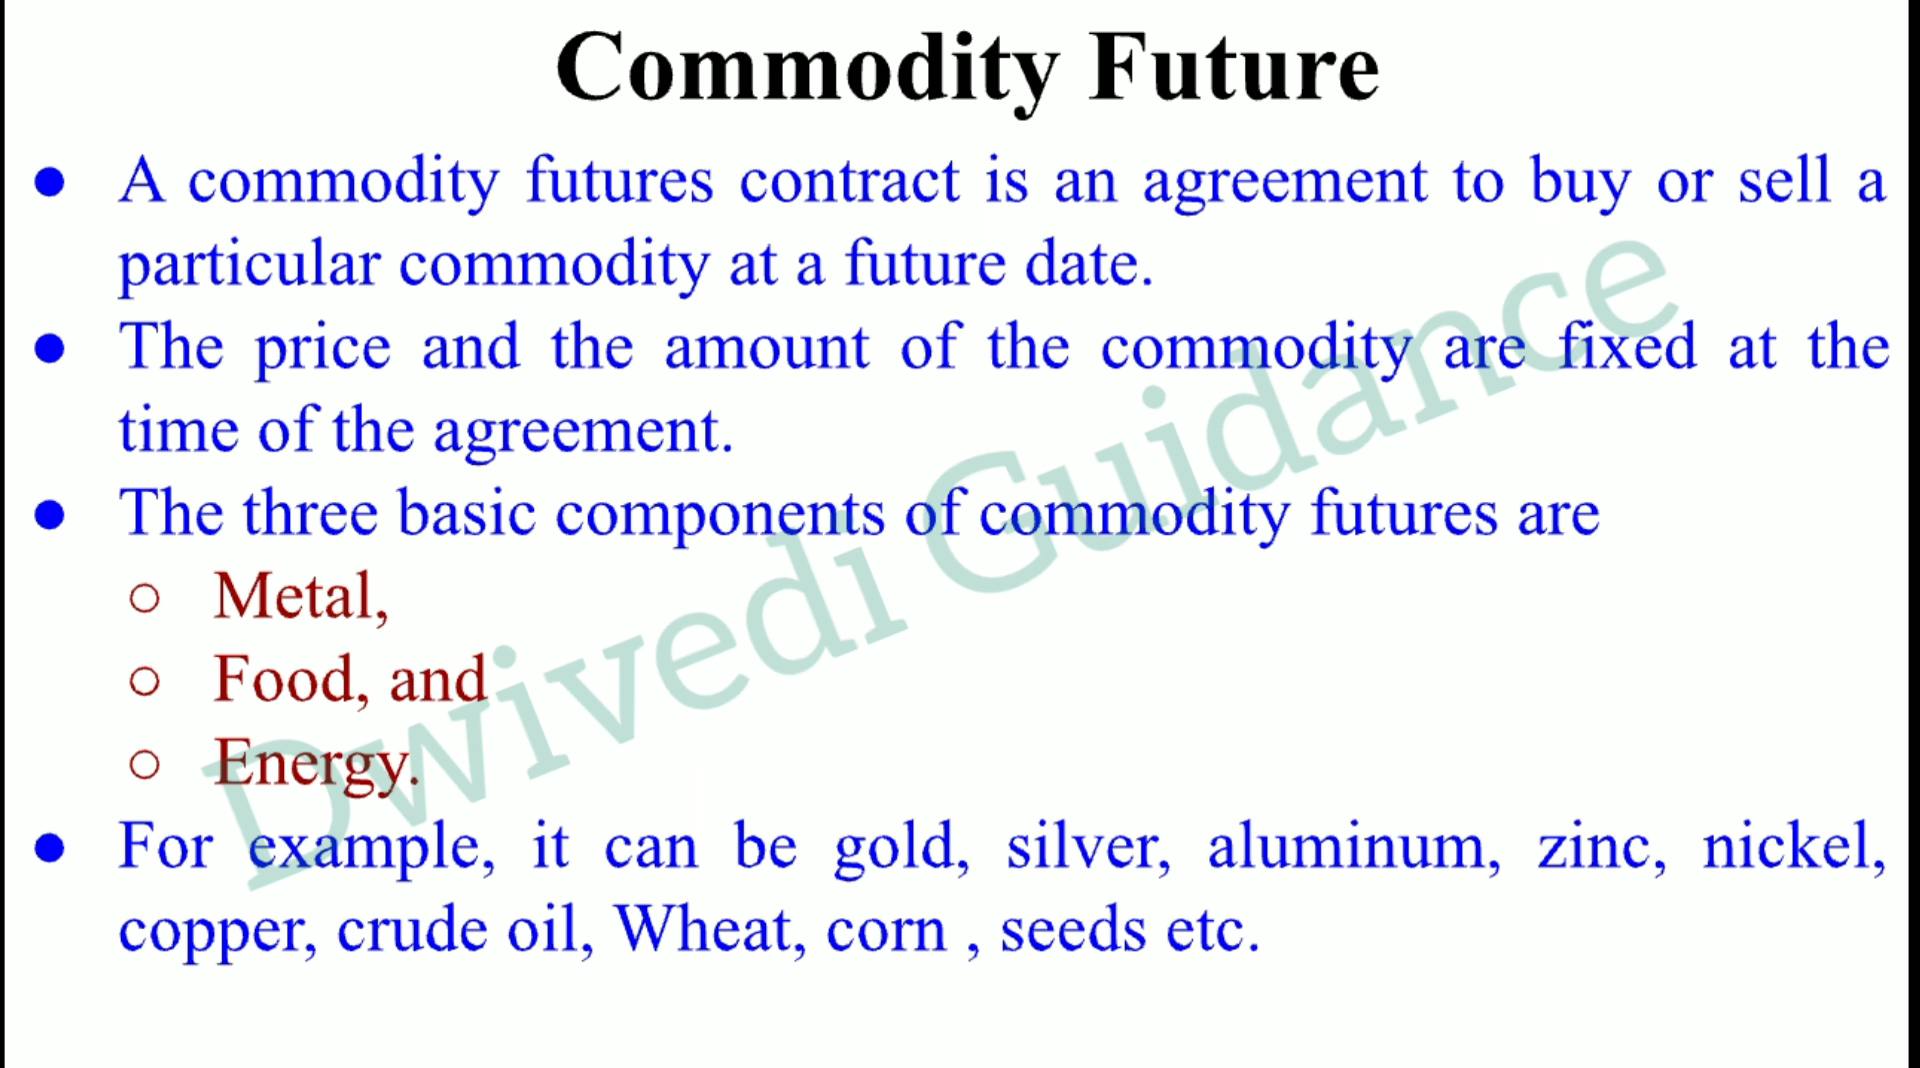 Commodity Future
● A commodity futures contract is an agreement to buy or sell a
particular commodity at a future date.
● The price and the amount of the commodity are fixed at the
time of the agreement.
● The three basic components of commodity futures are
○ Metal,
○ Food, and
○ Energy.
● For example, it can be gold, silver, aluminum, zinc, nickel,
copper, crude oil, Wheat, corn , seeds etc.
Dwivedi Guidance